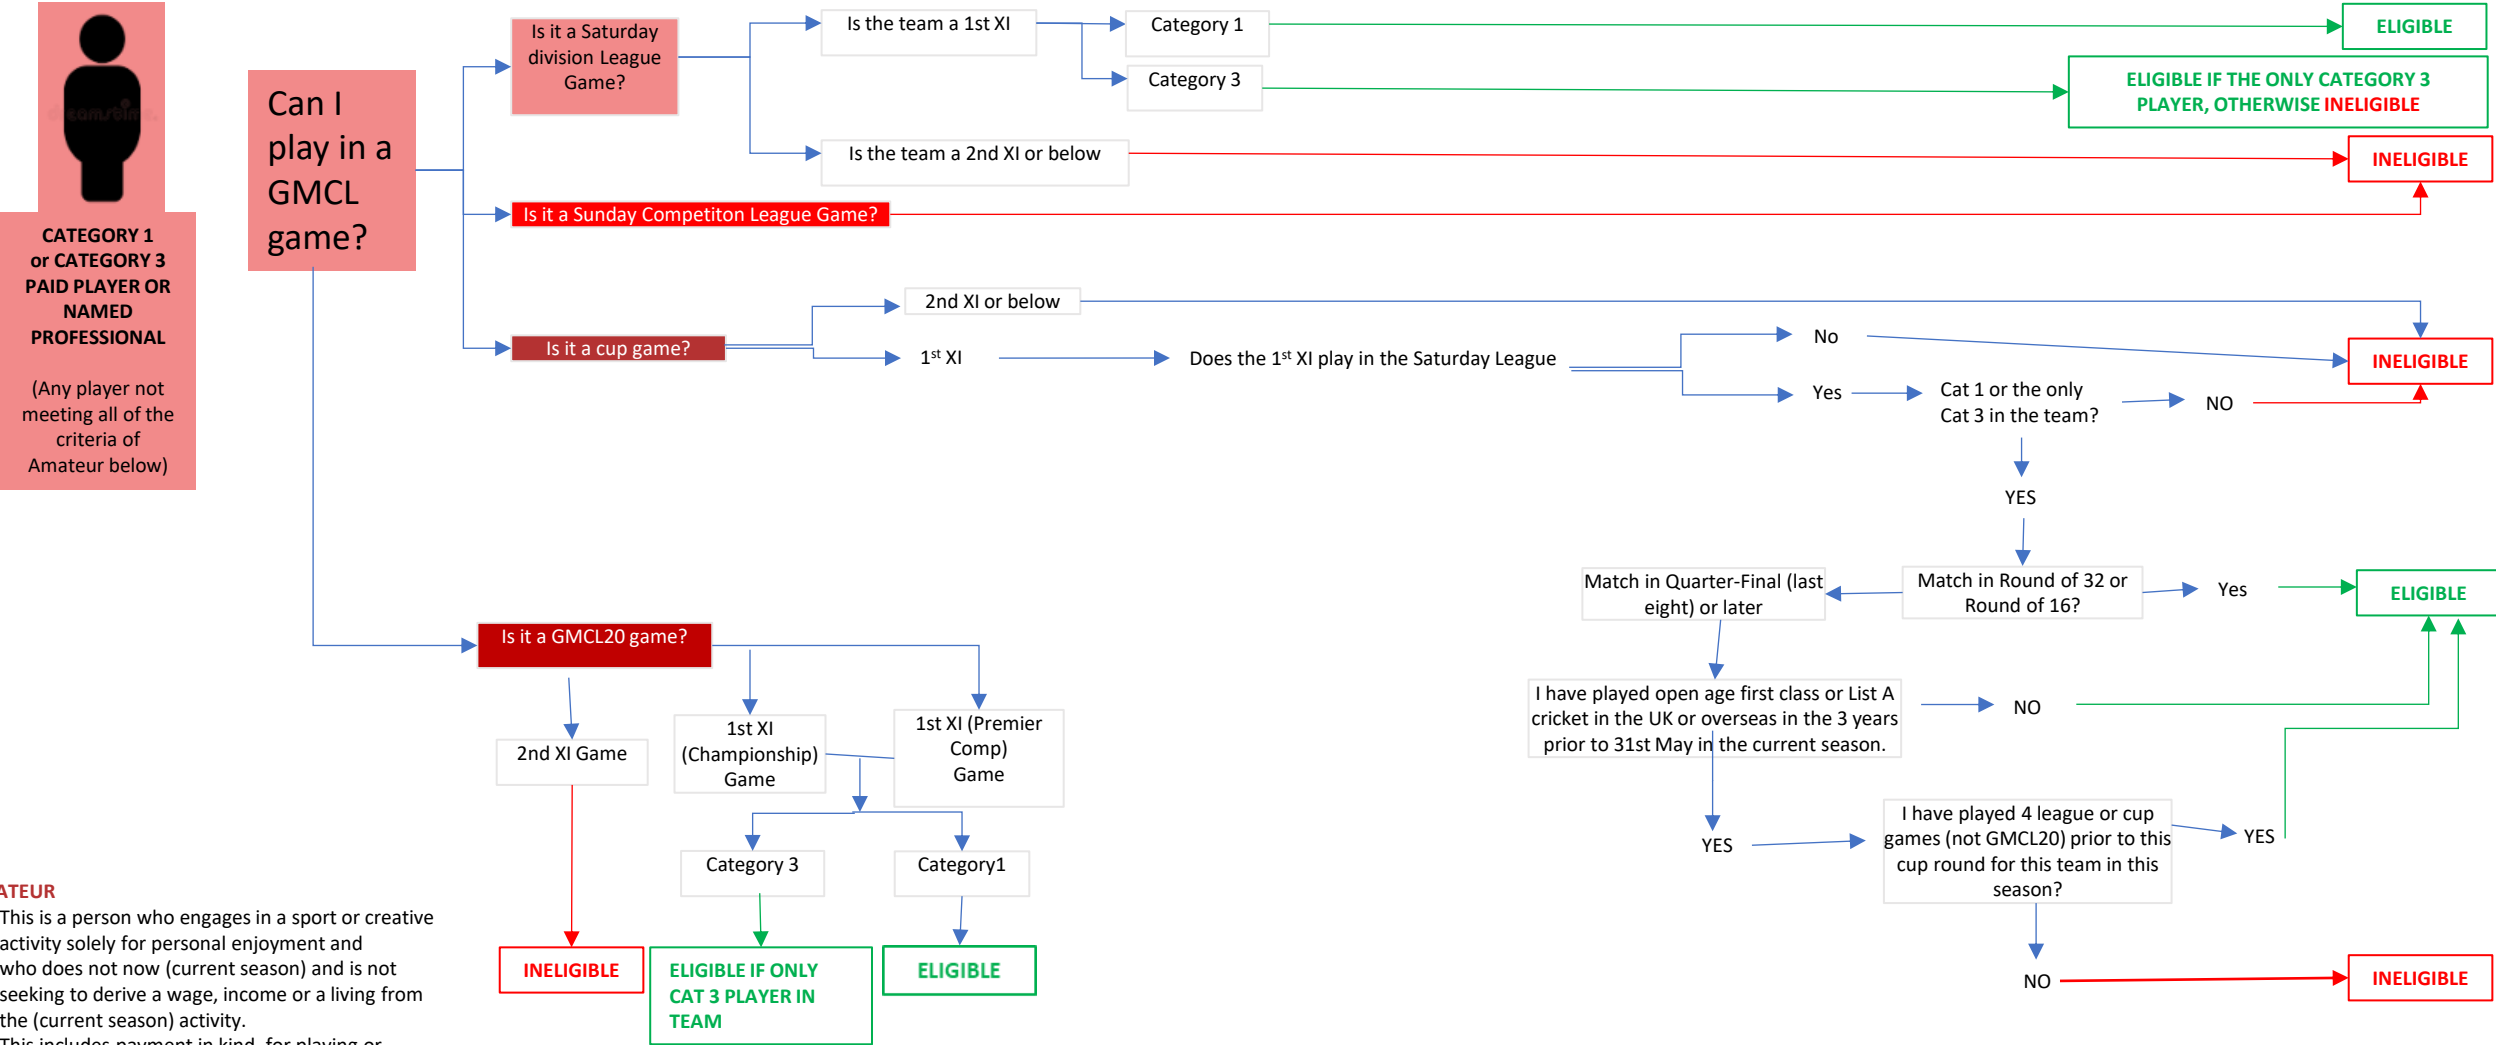 dreamstime.
CATEGORY 1
or CATEGORY 3
PAID PLAYER OR
NAMED
PROFESSIONAL
(Any player not
meeting all of the
criteria of
Amateur below)
Can I
play in a
GMCL
game?
Is it a Saturday
division League
Game?
Is the team a 1st XI
Category 1
ELIGIBLE
Category 3
ELIGIBLE IF THE ONLY CATEGORY 3
PLAYER, OTHERWISE INELIGIBLE
Is the team a 2nd XI or below
INELIGIBLE
Is it a Sunday Competiton League Game?
Is it a cup game?
2nd XI or below
1st XI
Does the 1st XI play in the Saturday League
No
INELIGIBLE
Yes
Cat 1 or the only
Cat 3 in the team?
NO
YES
Match in Round of 32 or
Round of 16?
Yes
ELIGIBLE
Match in Quarter-Final (last
eight) or later
I have played open age first class or List A
cricket in the UK or overseas in the 3 years
prior to 31st May in the current season.
NO
YES
I have played 4 league or cup
games (not GMCL20) prior to this
cup round for this team in this
season?
YES
NO
INELIGIBLE
Is it a GMCL20 game?
2nd XI Game
1st XI
(Championship)
Game
1st XI (Premier
Comp)
Game
Category 3
Category1
INELIGIBLE
ELIGIBLE IF ONLY
CAT 3 PLAYER IN
TEAM
ELIGIBLE
ATEUR
This is a person who engages in a sport or creative
activity solely for personal enjoyment and
who does not now (current season) and is not
seeking to derive a wage, income or a living from
the (current season) activity.
This includes payment in kind, for playing or